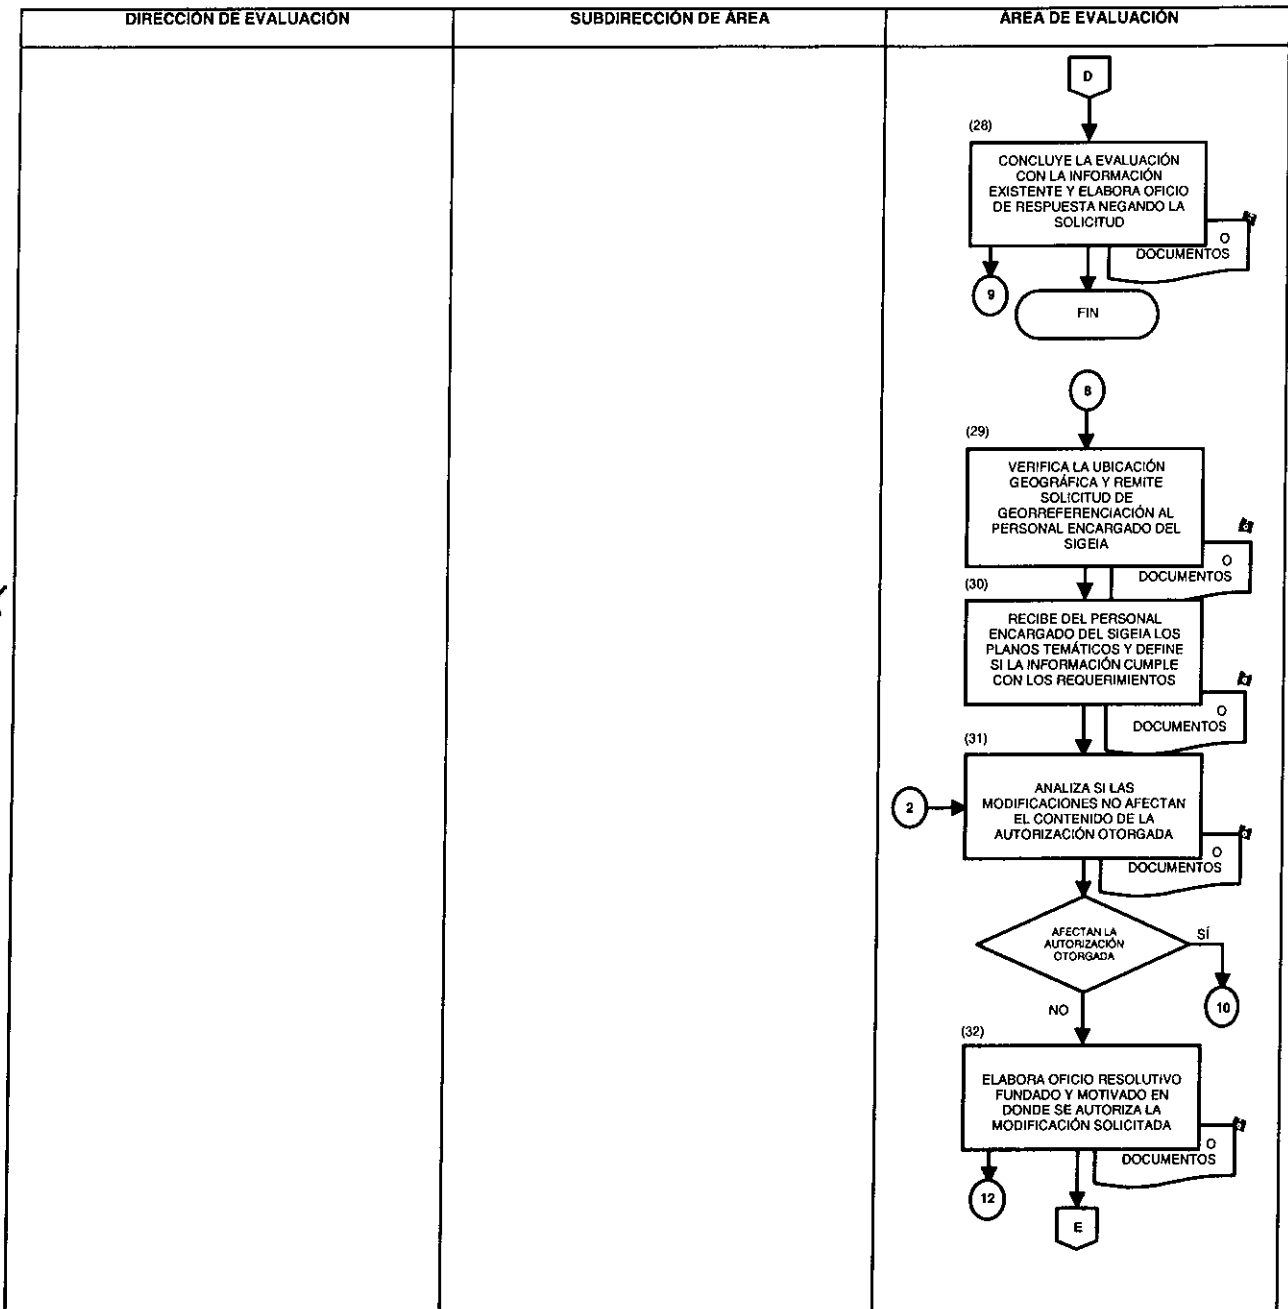 DIRECCIÓN DE EVALUACIÓN
SUBDIRECCIÓN DE ÁREA
ÁREA DE EVALUACIÓN
D
(28)
CONCLUYE LA EVALUACIÓN
CON LA INFORMACIÓN
EXISTENTE Y ELABORA OFICIO
DE RESPUESTA NEGANDO LA
SOLICITUD
O
DOCUMENTOS
9
FIN
8
(29)
VERIFICA LA UBICACIÓN
GEOGRÁFICA Y REMITE
SOLICITUD DE
GEORREFERENCIACIÓN AL
PERSONAL ENCARGADO DEL
SIGEIA
O
DOCUMENTOS
(30)
RECIBE DEL PERSONAL
ENCARGADO DEL SIGEIA LOS
PLANOS TEMÁTICOS Y DEFINE
SI LA INFORMACIÓN CUMPLE
CON LOS REQUERIMIENTOS
O
DOCUMENTOS
(31)
2
ANALIZA SI LAS
MODIFICACIONES NO AFECTAN
EL CONTENIDO DE LA
AUTORIZACIÓN OTORGADA
O
DOCUMENTOS
AFECTAN LA
AUTORIZACIÓN
OTORGADA
SÍ
10
NO
(32)
ELABORA OFICIO RESOLUTIVO
FUNDADO Y MOTIVADO EN
DONDE SE AUTORIZA LA
MODIFICACIÓN SOLICITADA
O
DOCUMENTOS
12
E